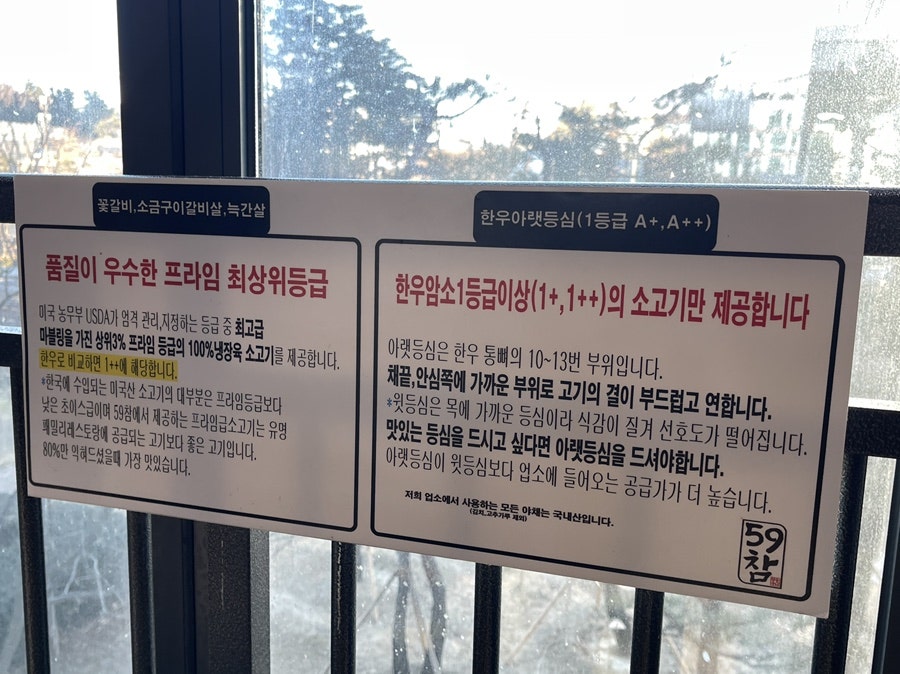 꽃갈비,소금구이갈비살,늑간살
품질이 우수한 프라임 최상위등급
미국 농무부 USDA가 엄격 관리,지정하는 등급 중 최고급
마블링을 가진 상위3% 프라임 등급의 100%냉장육 소고기를 제공합니다.
한우로 비교하면 1++에 해당합니다.
*한국에 수입되는 미국산 소고기의 대부분은 프라임등급보다
낮은 초이스급이며 59참에서 제공하는 프라임급소고기는 유명
패밀리레스토랑에 공급되는 고기보다 좋은 고기입니다.
80%만 익혀드셨을때 가장 맛있습니다.
한우아랫등심(1등급 A+,A++)
한우암소1등급이상(1+,1++)의 소고기만 제공합니다
아랫등심은 한우 통뼈의 10~13번 부위입니다.
채끝,안심쪽에 가까운 부위로 고기의 결이 부드럽고 연합니다.
*윗등심은 목에 가까운 등심이라 식감이 질겨 선호도가 떨어집니다.
맛있는 등심을 드시고 싶다면 아랫등심을 드셔야합니다.
아랫등심이 윗등심보다 업소에 들어오는 공급가가 더 높습니다.
저희 업소에서 사용하는 모든 야채는 국내산입니다.
(김치,고추가루 제외)
59
참